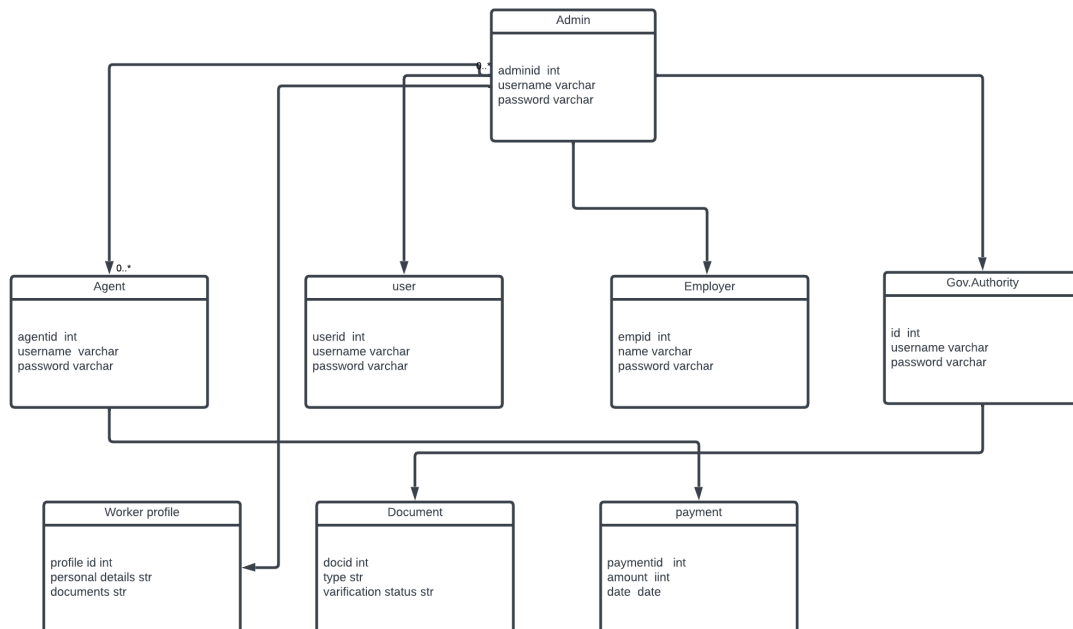 Admin
adminid int
username varchar
password varchar
0..*
0..*
Agent
agentid int
username varchar
password varchar
user
userid int
username varchar
password varchar
Employer
empid int
name varchar
password varchar
Gov.Authority
id int
username varchar
password varchar
Worker profile
profile id int
personal details str
documents str
Document
docid int
type str
varification status str
payment
paymentid int
amount iint
date date